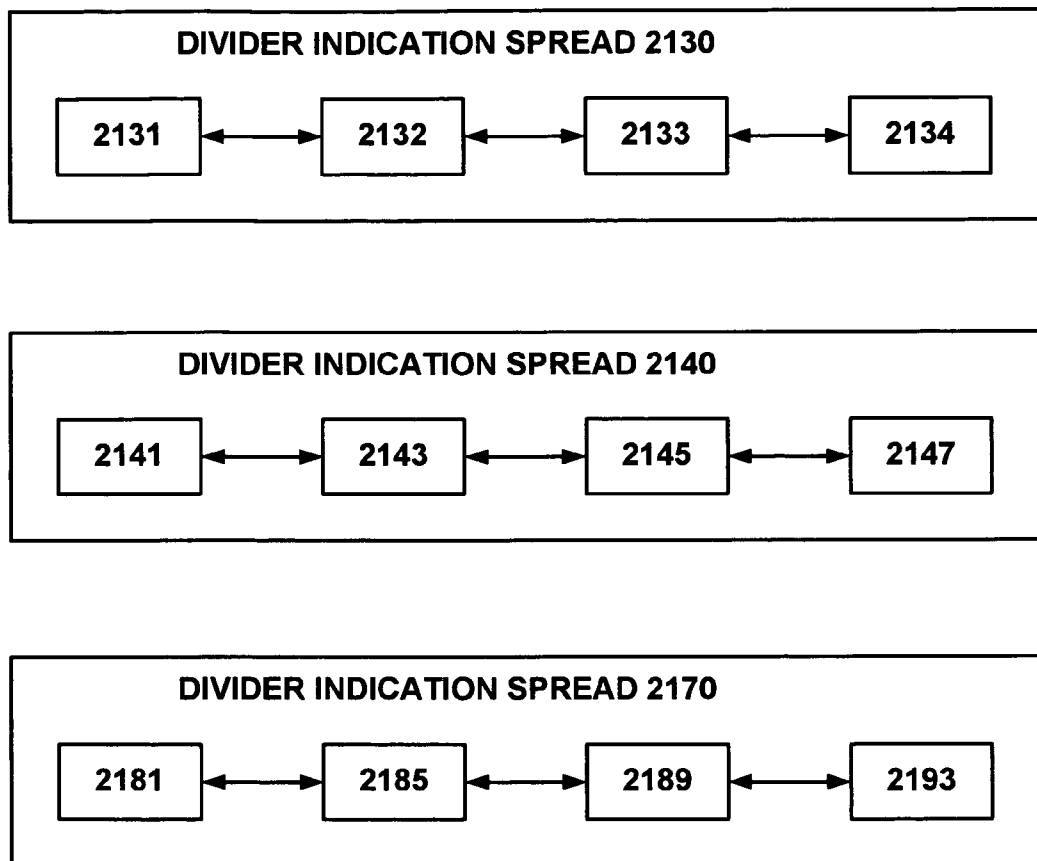 DIVIDER INDICATION SPREAD 2130
2131 2132 2133 2134
DIVIDER INDICATION SPREAD 2140
2141 2143 2145 2147
DIVIDER INDICATION SPREAD 2170
2181 2185 2189 2193